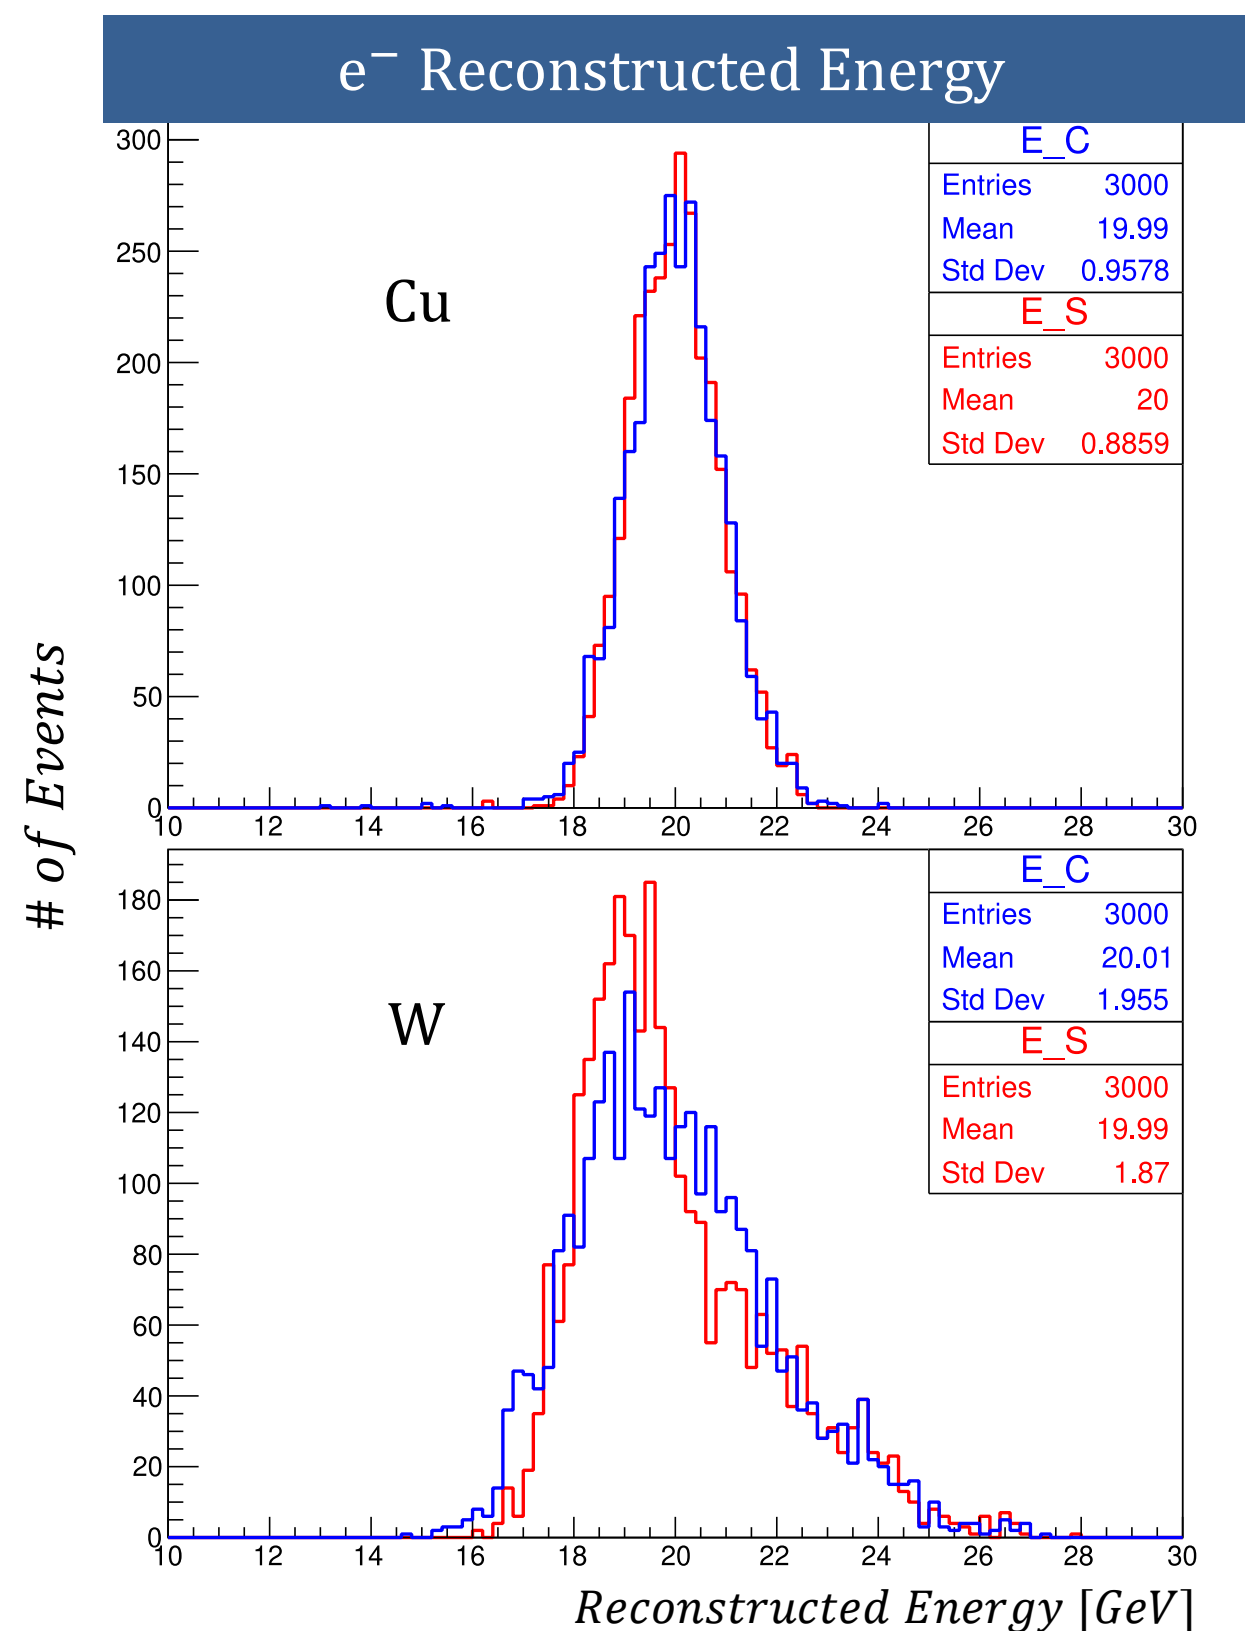 e⁻ Reconstructed Energy
300
250
200
150
100
50
0
10 12 14 16 18 20 22 24 26 28 30
Cu
E_C
Entries 3000
Mean 19.99
Std Dev 0.9578
E_S
Entries 3000
Mean 20
Std Dev 0.8859
# of Events
180
160
140
120
100
80
60
40
20
0
10 12 14 16 18 20 22 24 26 28 30
W
E_C
Entries 3000
Mean 20.01
Std Dev 1.955
E_S
Entries 3000
Mean 19.99
Std Dev 1.87
Reconstructed Energy [GeV]